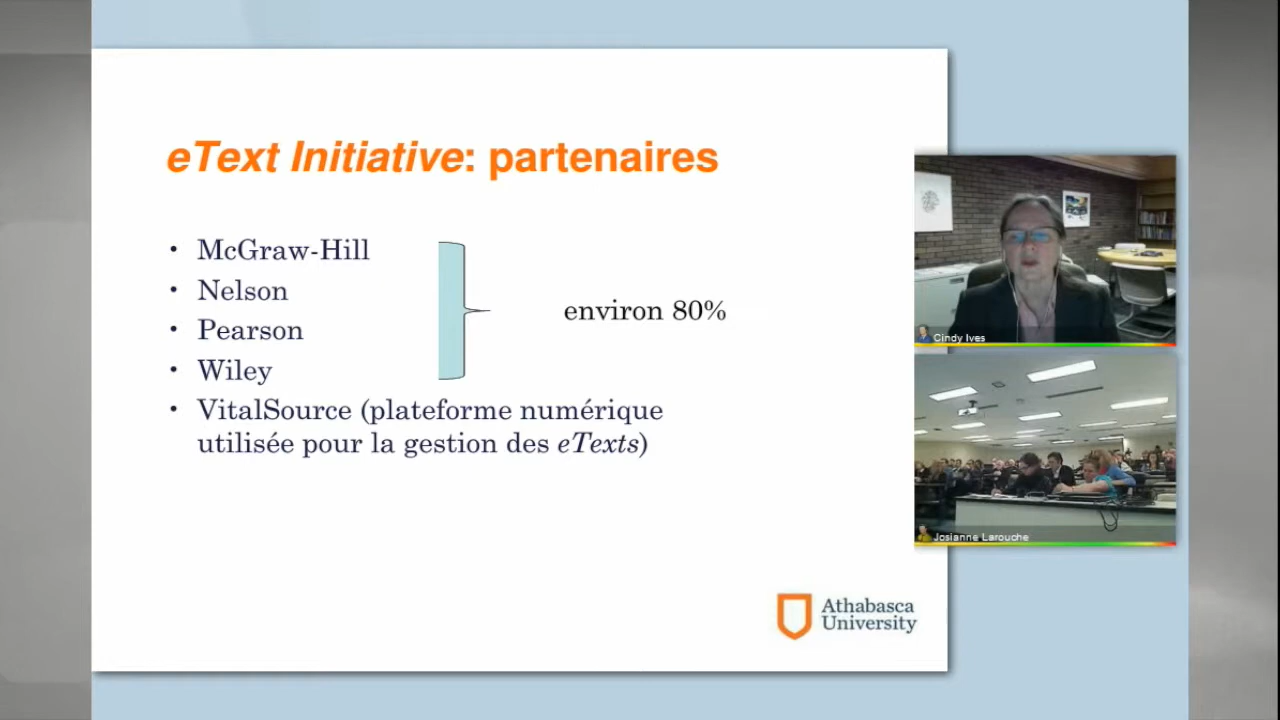 eText Initiative: partenaires
• McGraw-Hill
• Nelson
• Pearson
• Wiley
environ 80%
• VitalSource (plateforme numérique
utilisée pour la gestion des eTexts)
Cindy Ives
Josianne Larouche
Athabasca
University